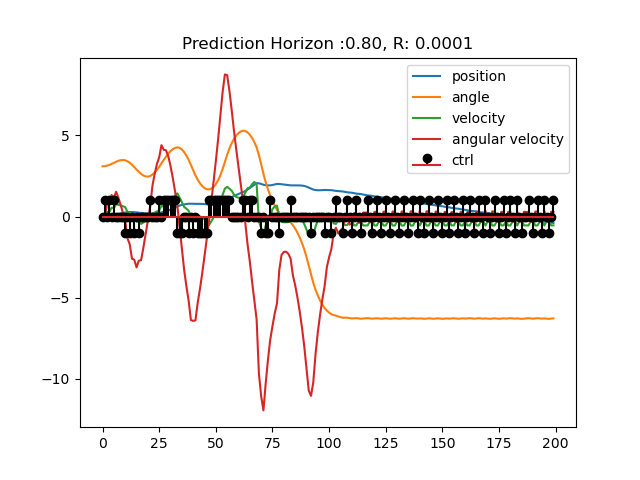 Prediction Horizon :0.80, R: 0.0001
position
angle
velocity
angular velocity
ctrl
5
0
−5
−10
0 25 50 75 100 125 150 175 200